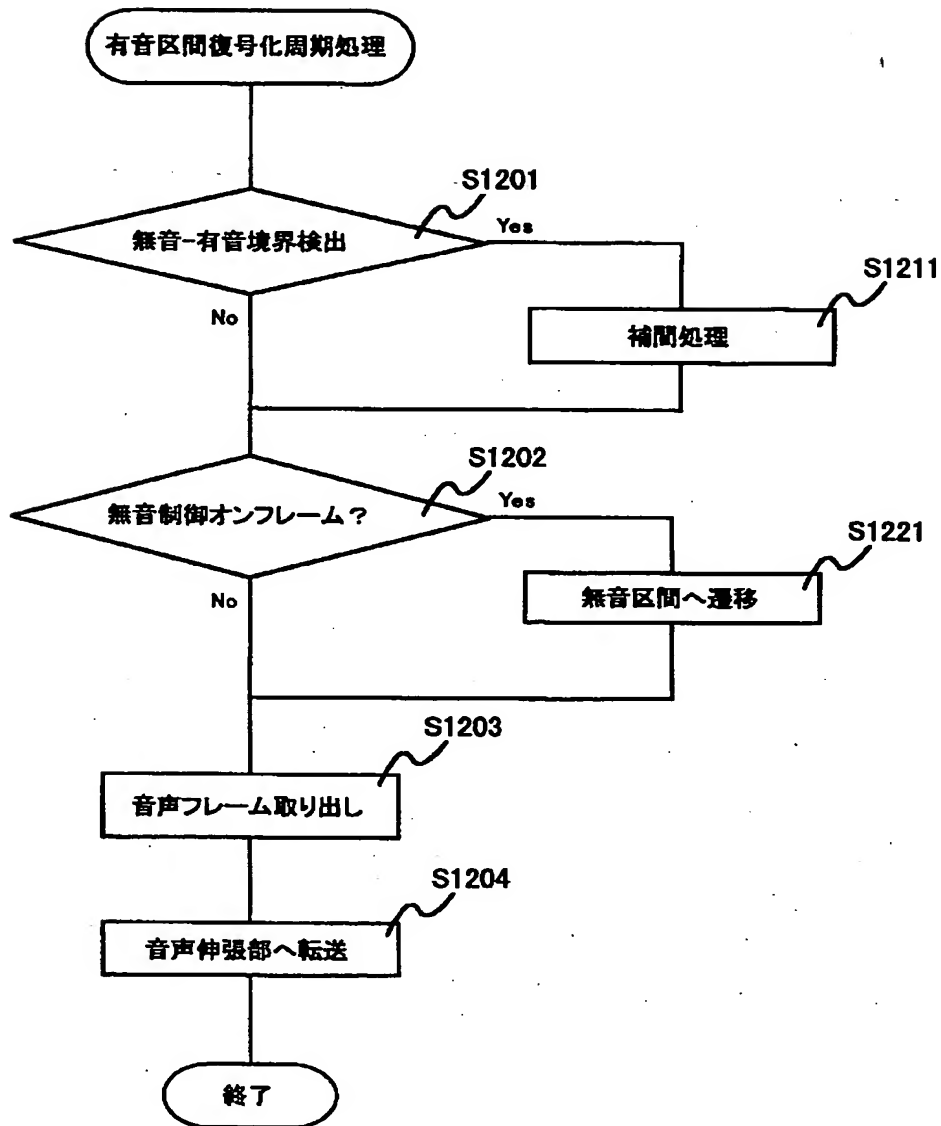 有音区間復号化周期処理
S1201
無音-有音境界検出
Yes
S1211
No
補間処理
S1202
無音制御オンフレーム？
Yes
S1221
No
無音区間へ遷移
S1203
音声フレーム取り出し
S1204
音声伸張部へ転送
終了